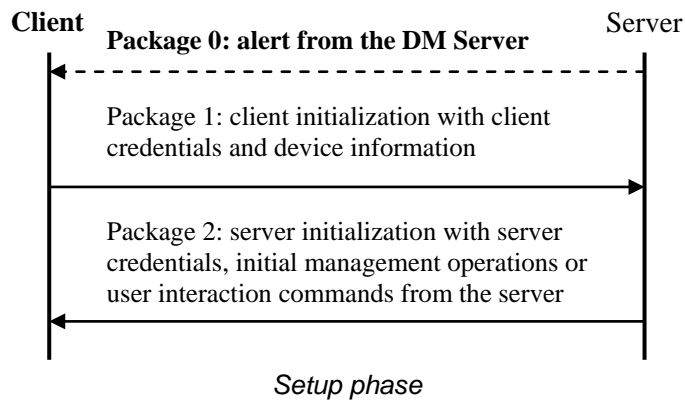 Client
Server
Package 0: alert from the DM Server
Package 1: client initialization with client
credentials and device information
Package 2: server initialization with server
credentials, initial management operations or
user interaction commands from the server
Setup phase